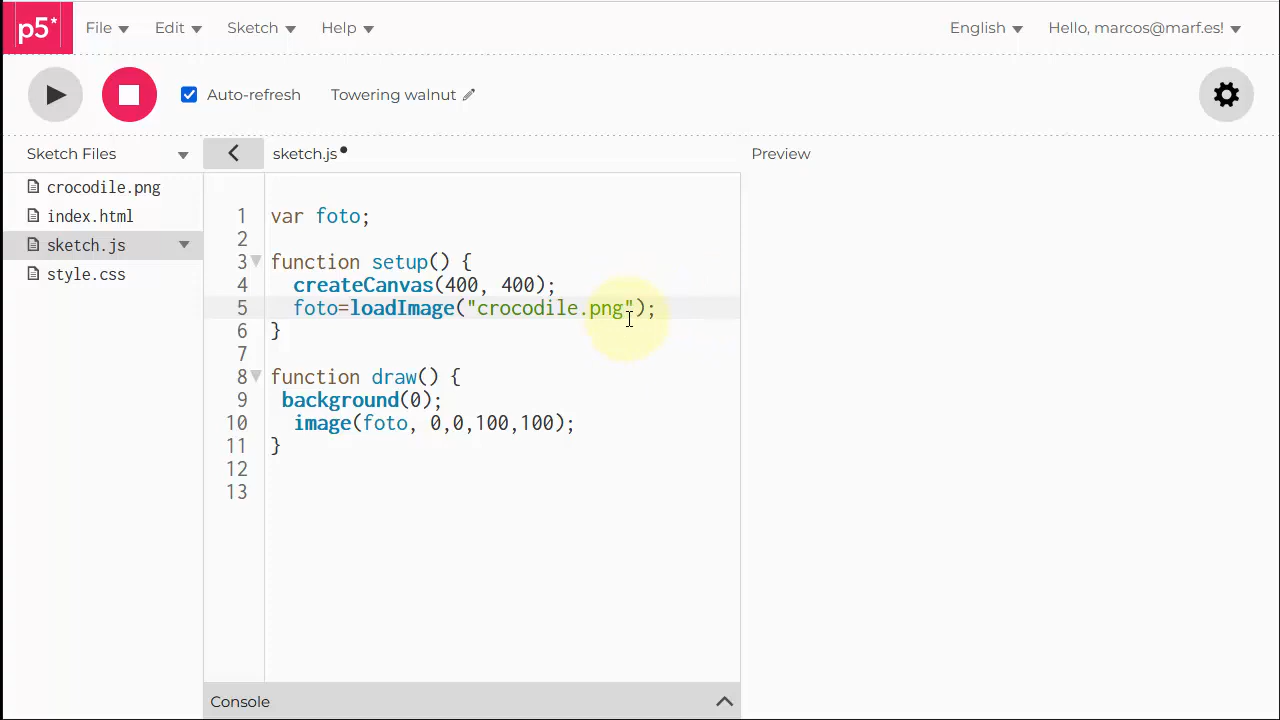 p5* File Edit Sketch Help English Hello, marcos@marf.es!
Auto-refresh Towering walnut
Sketch Files sketch.js Preview
crocodile.png
index.html
sketch.js
style.css
1 var foto;
2
3 function setup() {
4 createCanvas(400, 400);
5 foto=loadImage("crocodile.png");
6 }
7
8 function draw() {
9 background(0);
10 image(foto, 0,0,100,100);
11 }
12
13
Console